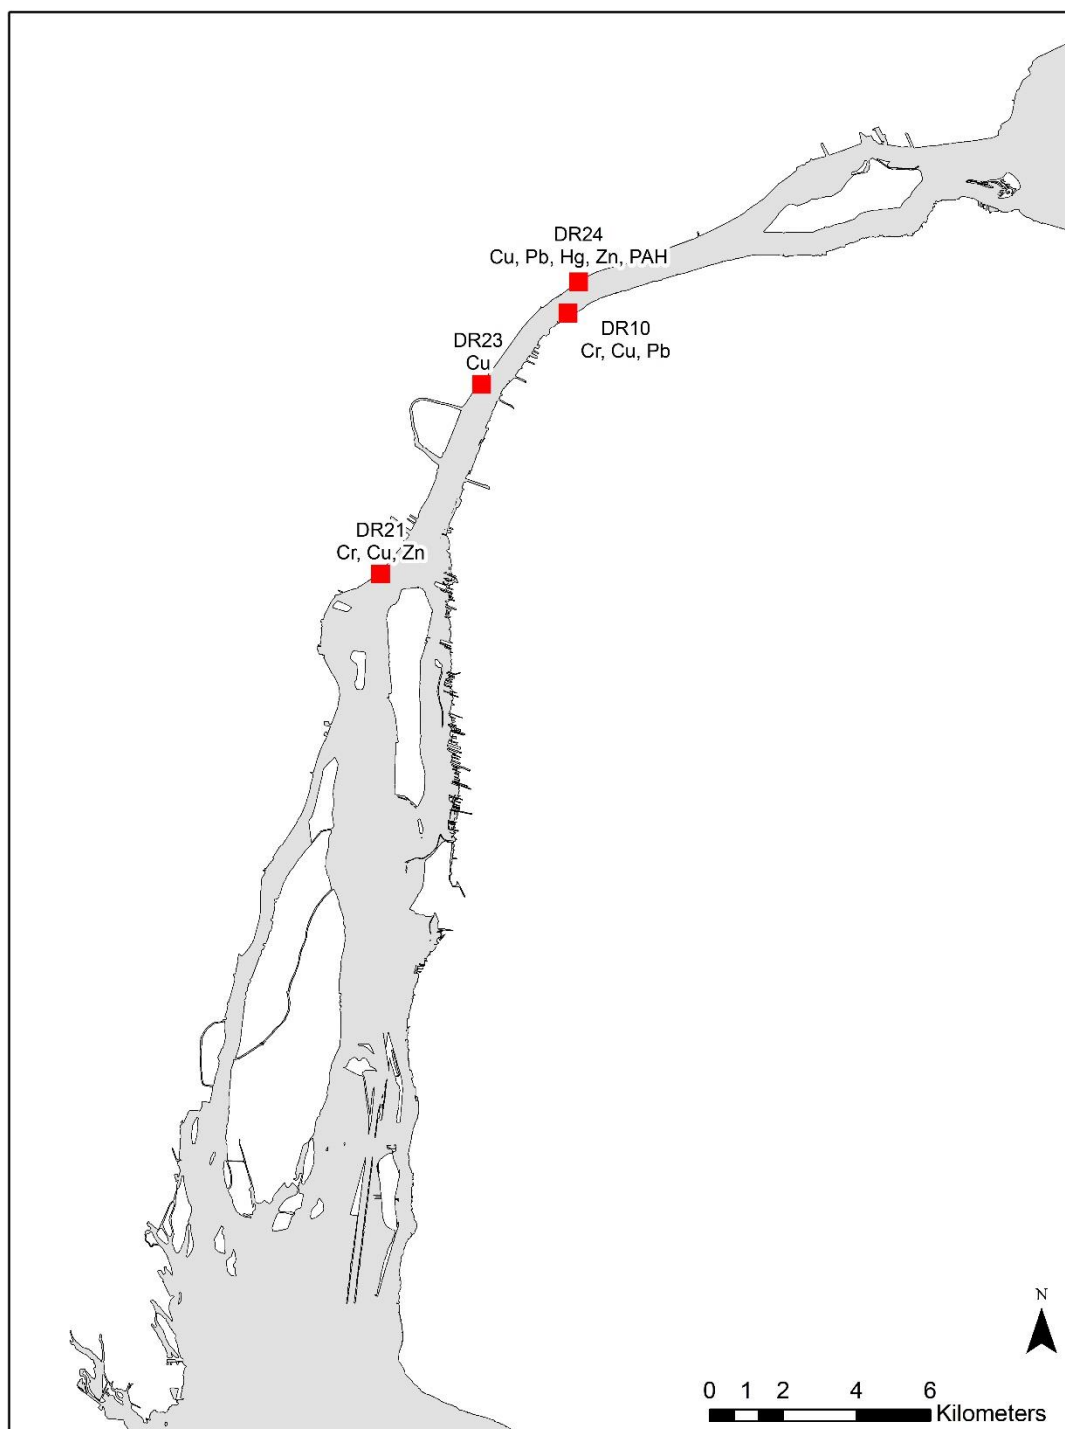 DR24
Cu, Pb, Hg, Zn, PAH
DR10
Cr, Cu, Pb
DR23
Cu
DR21
Cr, Cu, Zn
N
0 1 2 4 6
Kilometers